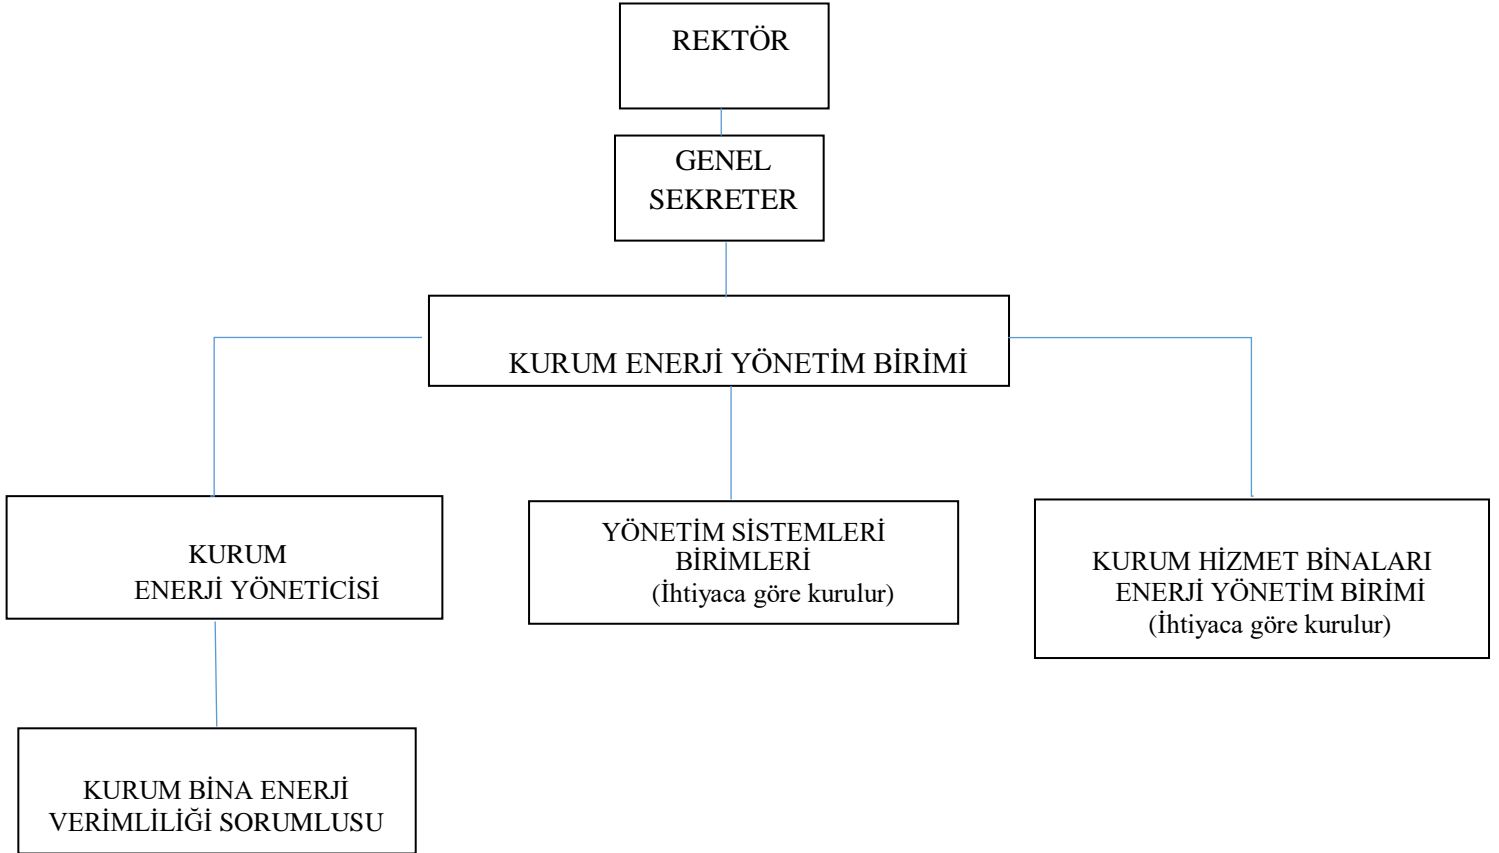 REKTÖR
GENEL
SEKRETER
KURUM ENERJİ YÖNETİM BİRİMİ
KURUM
ENERJİ YÖNETİCİSİ
YÖNETİM SİSTEMLERİ
BİRİMLERİ
(İhtiyaca göre kurulur)
KURUM HİZMET BİNALARI
ENERJİ YÖNETİM BİRİMİ
(İhtiyaca göre kurulur)
KURUM BİNA ENERJİ
VERİMLİLİĞİ SORUMLUSU